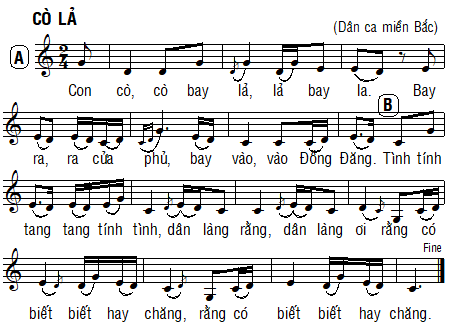 CÒ LẢ
(Dân ca miền Bắc)
A
2
4
Con cò, cò bay lả, lả bay la. Bay
B
ra, ra cửa phủ, bay vào, vào Đồng Đăng. Tình tính
tang tang tính tình, dân làng rằng, dân làng ơi rằng có
Fine
biết biết hay chăng, rằng có biết biết hay chăng.